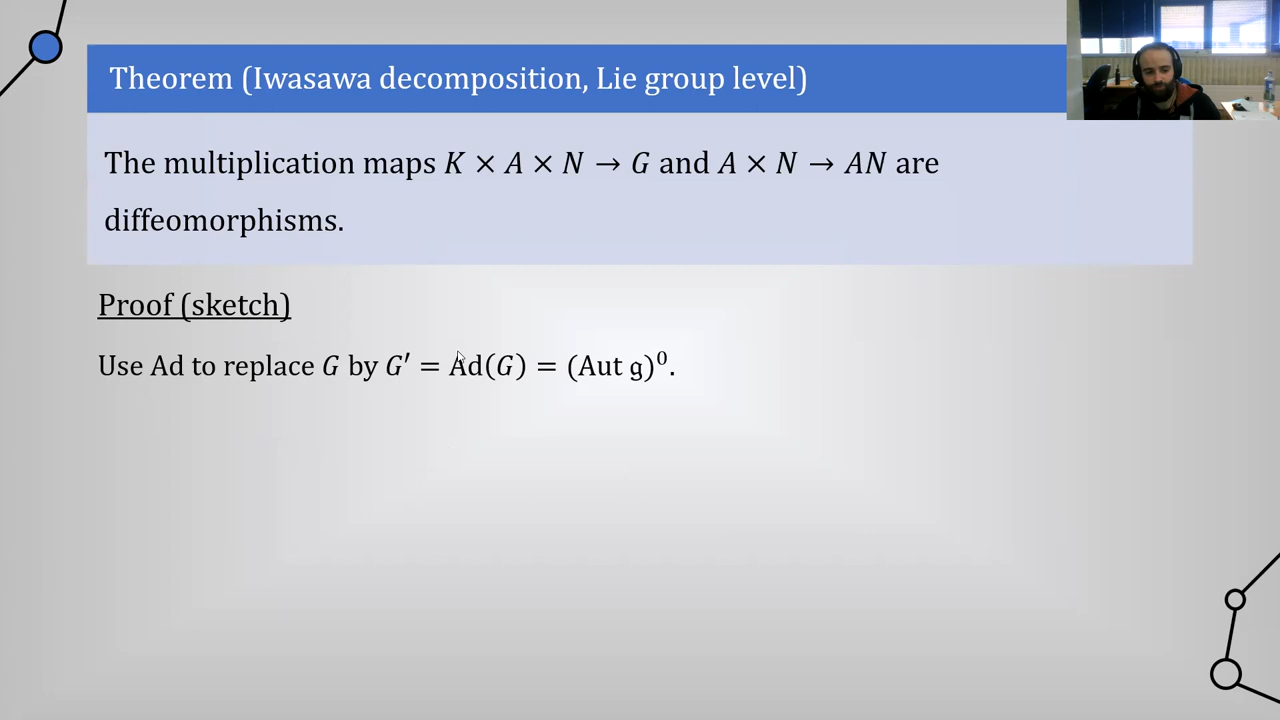 Theorem (Iwasawa decomposition, Lie group level)
The multiplication maps 𝐾 × 𝐴 × 𝑁 → 𝐺 and 𝐴 × 𝑁 → 𝐴𝑁 are
diffeomorphisms.
Proof (sketch)
Use Ad to replace 𝐺 by 𝐺′ = Ad(𝐺) = (Aut 𝔤)⁰.